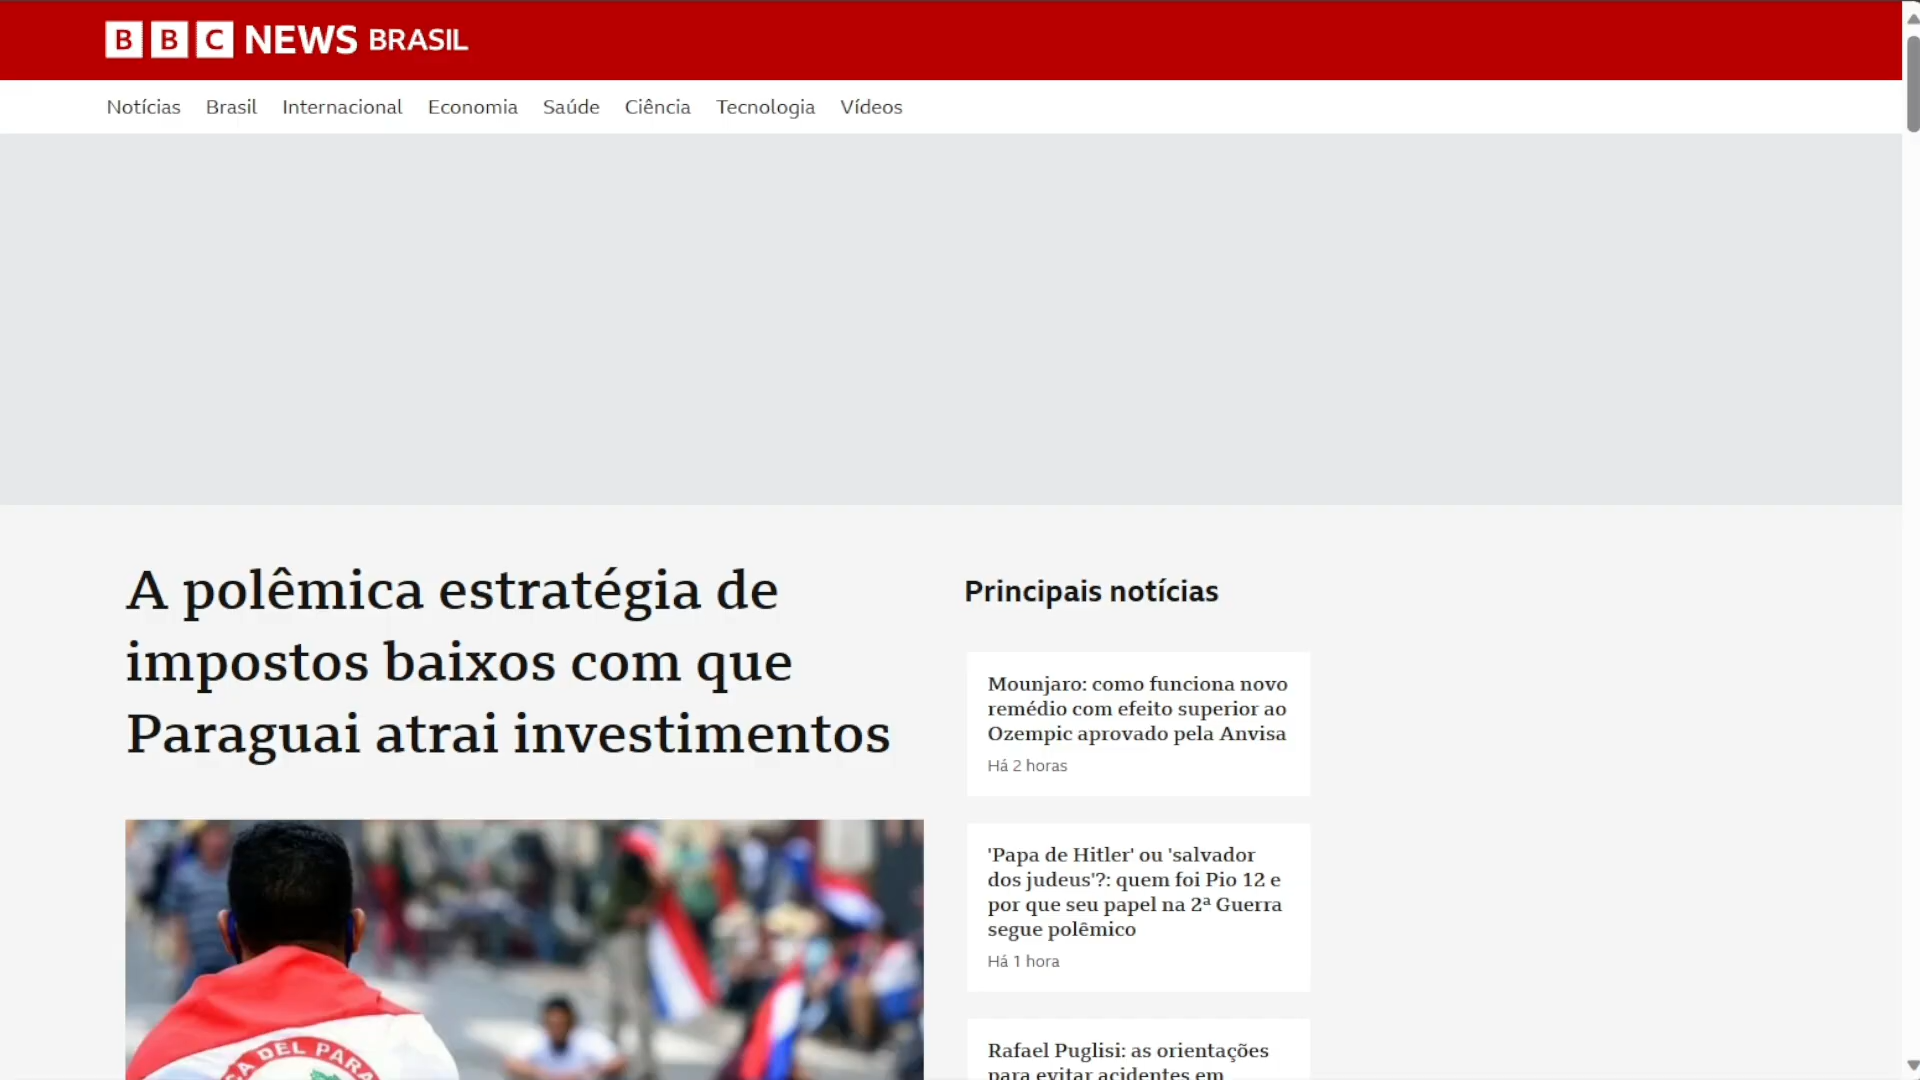 BBC NEWS BRASIL
Notícias Brasil Internacional Economia Saúde Ciência Tecnologia Vídeos
A polêmica estratégia de
impostos baixos com que
Paraguai atrai investimentos
DEL PARA
Principais notícias
Mounjaro: como funciona novo
remédio com efeito superior ao
Ozempic aprovado pela Anvisa
Há 2 horas
'Papa de Hitler' ou 'salvador
dos judeus'?: quem foi Pio 12 e
por que seu papel na 2ª Guerra
segue polêmico
Há 1 hora
Rafael Puglisi: as orientações
para evitar acidentes em